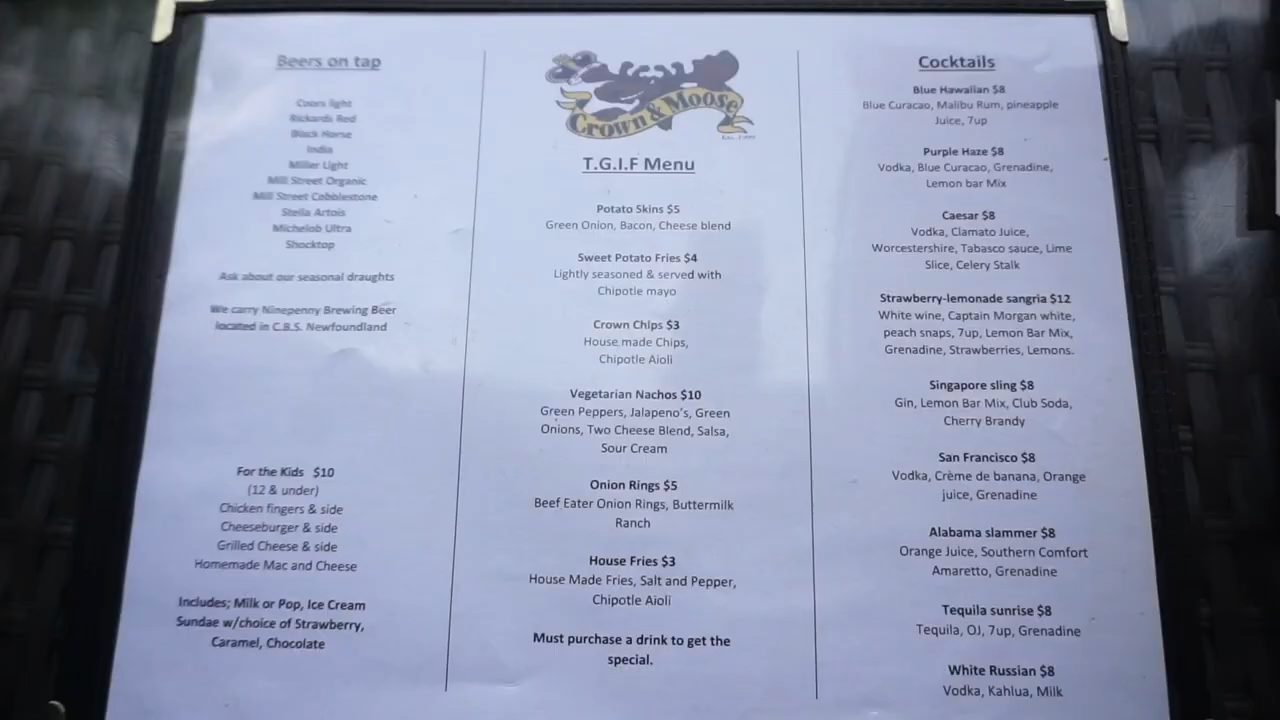 Beers on tap
Coors light
Rickards Red
Black Horse
India
Miller Light
Mill Street Organic
Mill Street Cobblestone
Stella Artois
Michelob Ultra
Shocktop
Ask about our seasonal draughts
We carry Ninepenny Brewing Beer
located in C.B.S. Newfoundland
For the Kids $10
(12 & under)
Chicken fingers & side
Cheeseburger & side
Grilled Cheese & side
Homemade Mac and Cheese
Includes; Milk or Pop, Ice Cream
Sundae w/choice of Strawberry,
Caramel, Chocolate
Crown & Moose
Est. 1999
T.G.I.F Menu
Potato Skins $5
Green Onion, Bacon, Cheese blend
Sweet Potato Fries $4
Lightly seasoned & served with
Chipotle mayo
Crown Chips $3
House made Chips,
Chipotle Aioli
Vegetarian Nachos $10
Green Peppers, Jalapeno's, Green
Onions, Two Cheese Blend, Salsa,
Sour Cream
Onion Rings $5
Beef Eater Onion Rings, Buttermilk
Ranch
House Fries $3
House Made Fries, Salt and Pepper,
Chipotle Aioli
Must purchase a drink to get the
special.
Cocktails
Blue Hawaiian $8
Blue Curacao, Malibu Rum, pineapple
Juice, 7up
Purple Haze $8
Vodka, Blue Curacao, Grenadine,
Lemon bar Mix
Caesar $8
Vodka, Clamato Juice,
Worcestershire, Tabasco sauce, Lime
Slice, Celery Stalk
Strawberry-lemonade sangria $12
White wine, Captain Morgan white,
peach snaps, 7up, Lemon Bar Mix,
Grenadine, Strawberries, Lemons.
Singapore sling $8
Gin, Lemon Bar Mix, Club Soda,
Cherry Brandy
San Francisco $8
Vodka, Crème de banana, Orange
juice, Grenadine
Alabama slammer $8
Orange Juice, Southern Comfort
Amaretto, Grenadine
Tequila sunrise $8
Tequila, OJ, 7up, Grenadine
White Russian $8
Vodka, Kahlua, Milk